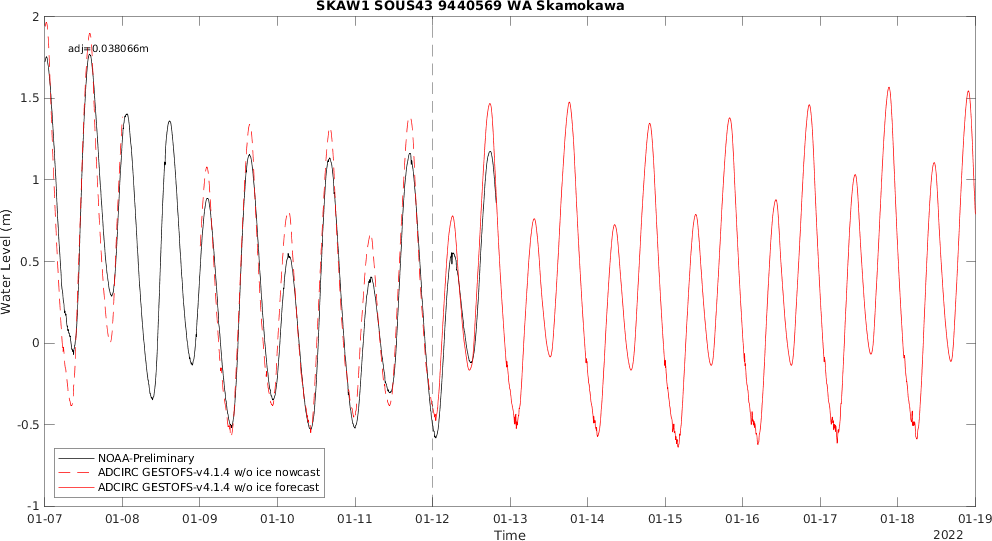 SKAW1 SOUS43 9440569 WA Skamokawa
adj=0.038066m
2
1.5
1
0.5
0
-0.5
-1
Water Level (m)
NOAA-Preliminary
ADCIRC GESTOFS-v4.1.4 w/o ice nowcast
ADCIRC GESTOFS-v4.1.4 w/o ice forecast
01-07 01-08 01-09 01-10 01-11 01-12 01-13 01-14 01-15 01-16 01-17 01-18 01-19
Time
2022